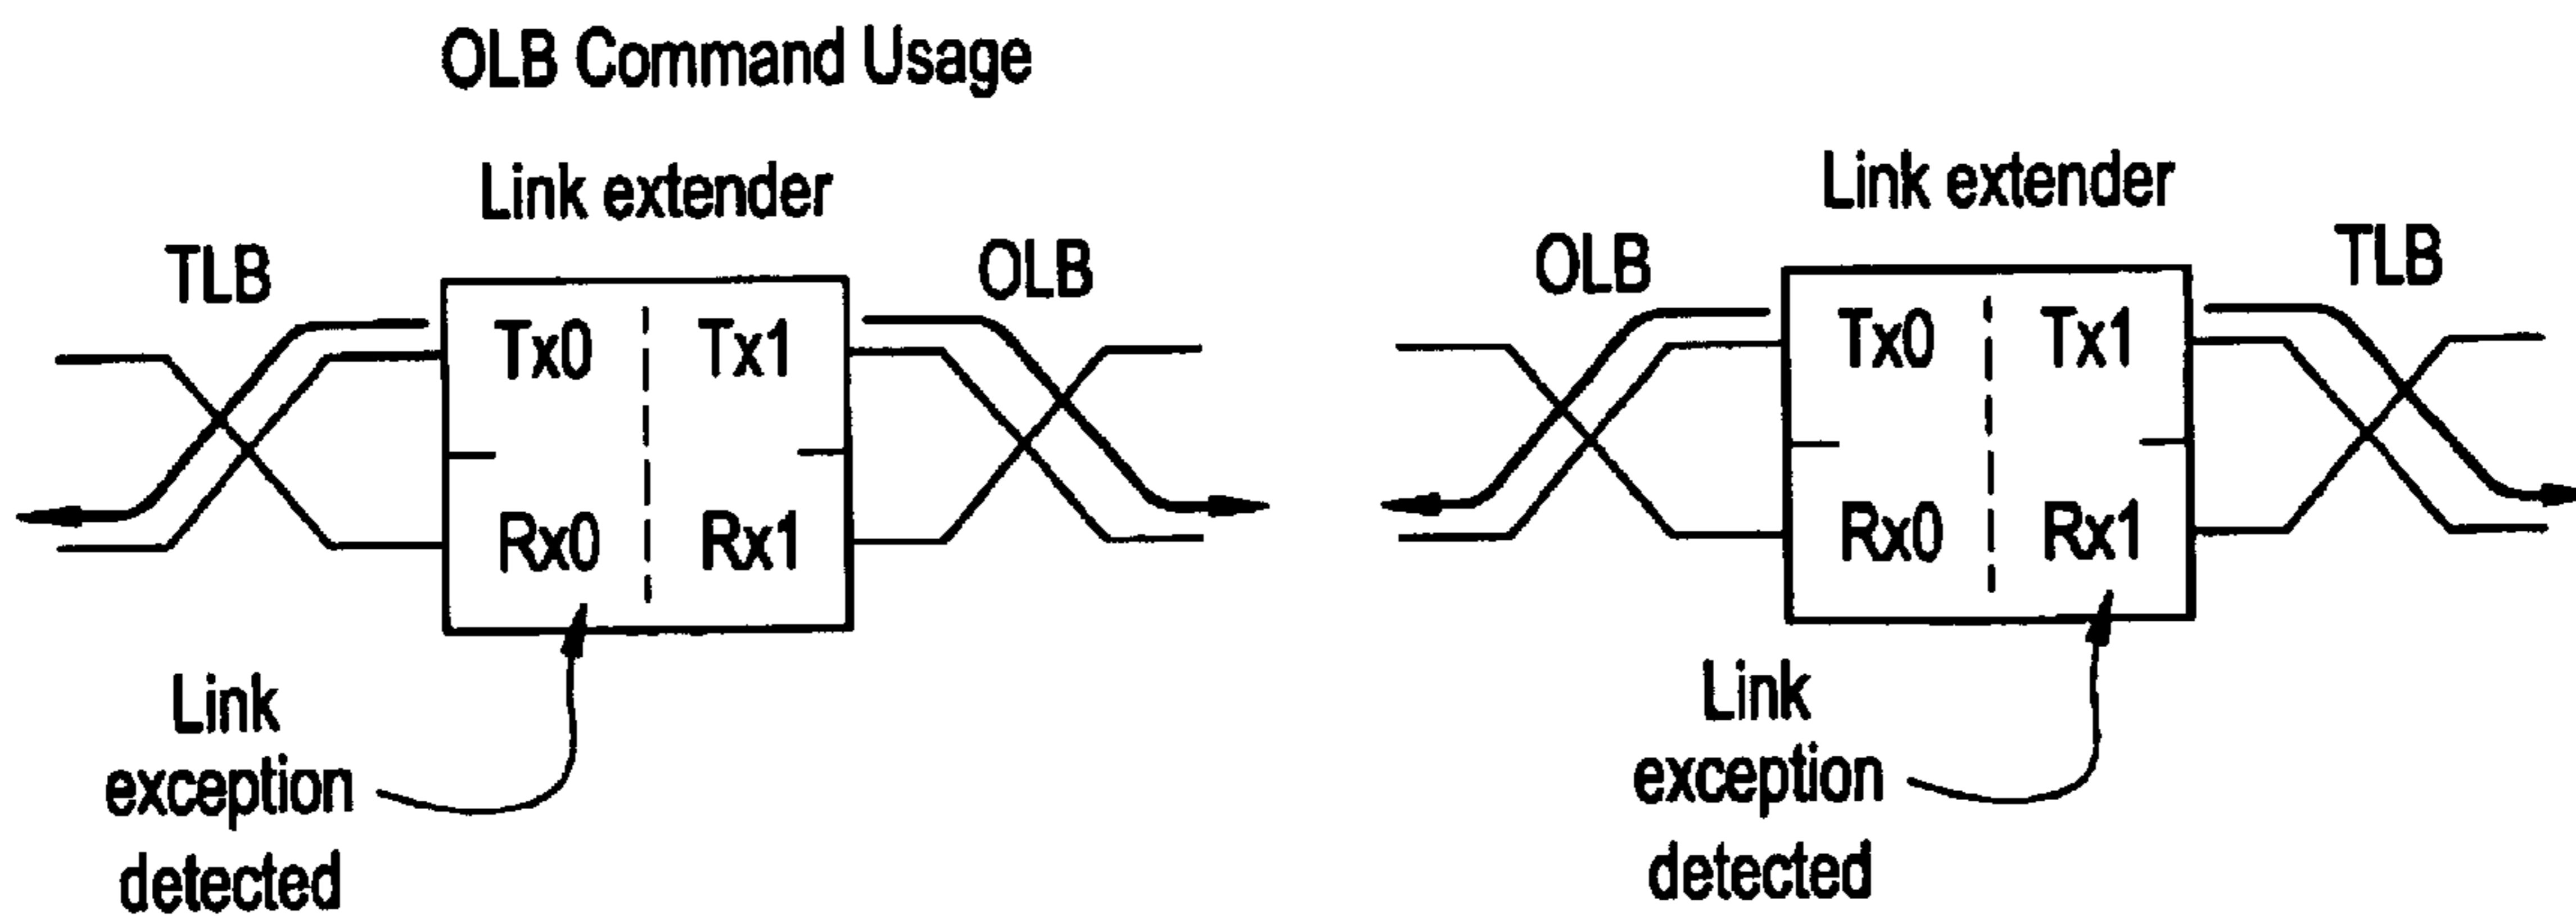 OLB Command Usage
Link extender
TLB
OLB
Tx0
Tx1
Rx0
Rx1
Link
exception
detected
Link extender
OLB
TLB
Tx0
Tx1
Rx0
Rx1
Link
exception
detected